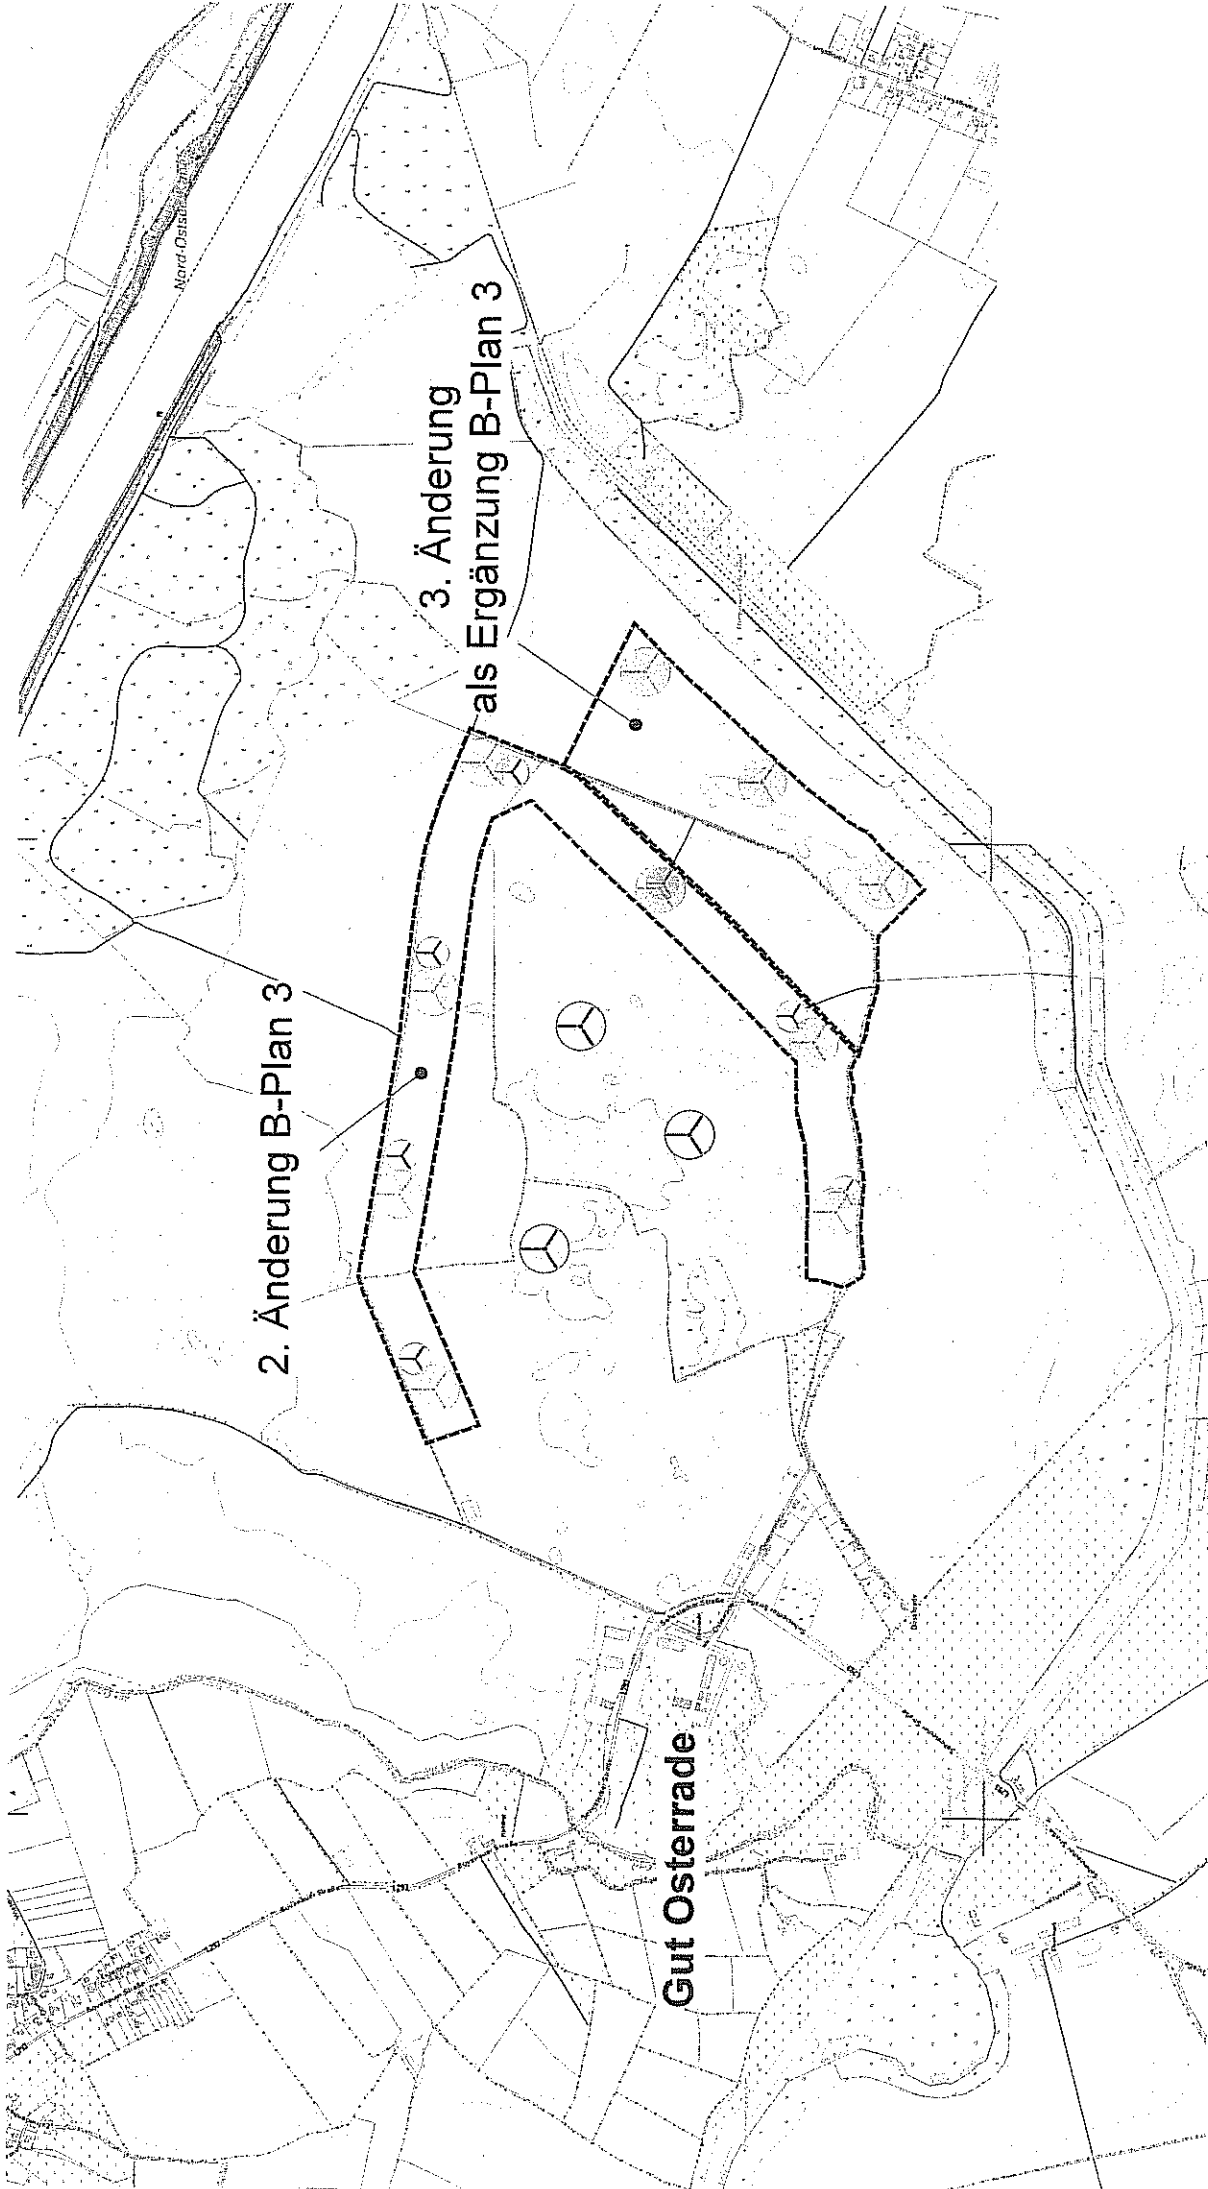 Nord-Ostsee
3. Änderung
als Ergänzung B-Plan 3
2. Änderung B-Plan 3
Gut Osterrade